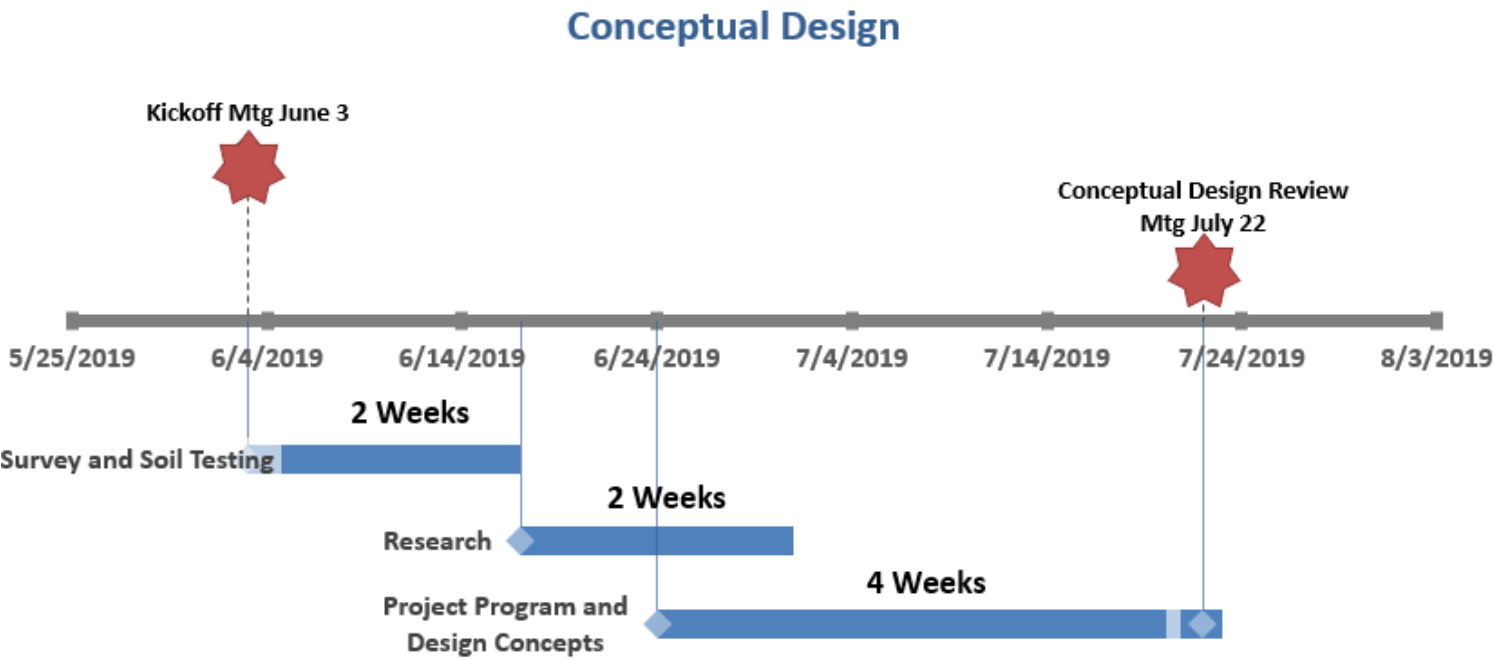 Conceptual Design
Kickoff Mtg June 3
Conceptual Design Review
Mtg July 22
5/25/2019
6/4/2019
6/14/2019
6/24/2019
7/4/2019
7/14/2019
7/24/2019
8/3/2019
2 Weeks
Survey and Soil Testing
2 Weeks
Research
4 Weeks
Project Program and
Design Concepts